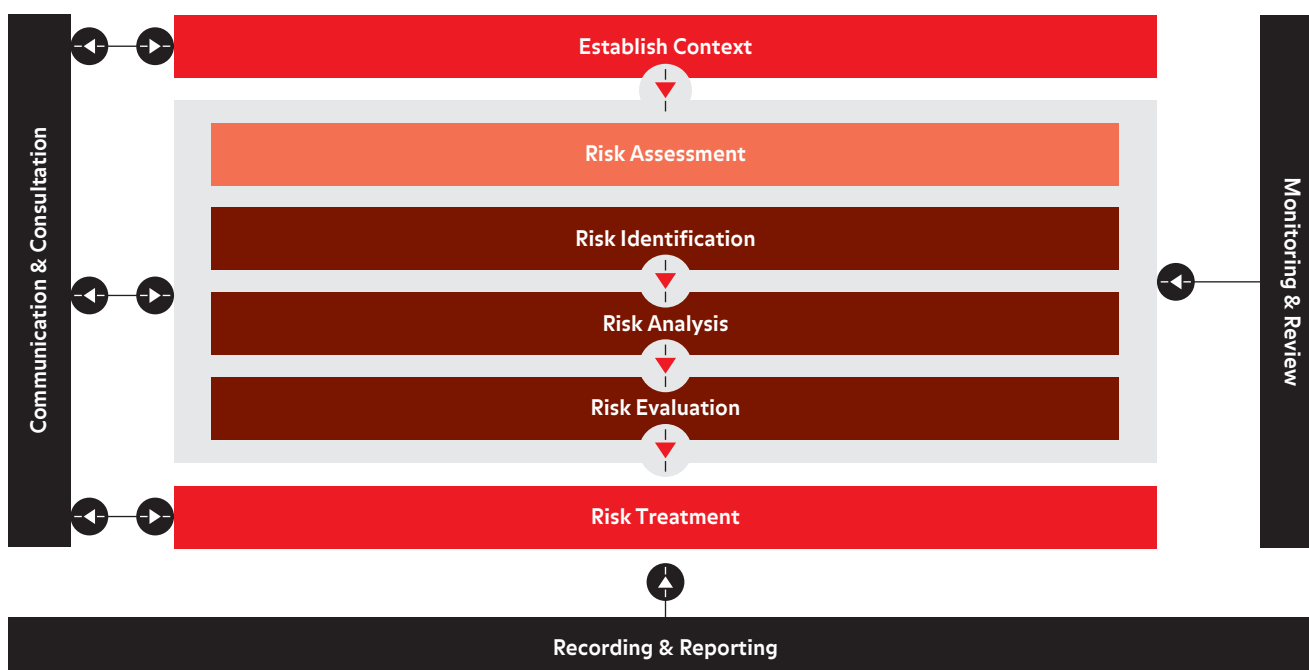 Establish Context
Communication & Consultation
Risk Assessment
Risk Identification
Risk Analysis
Risk Evaluation
Risk Treatment
Monitoring & Review
Recording & Reporting